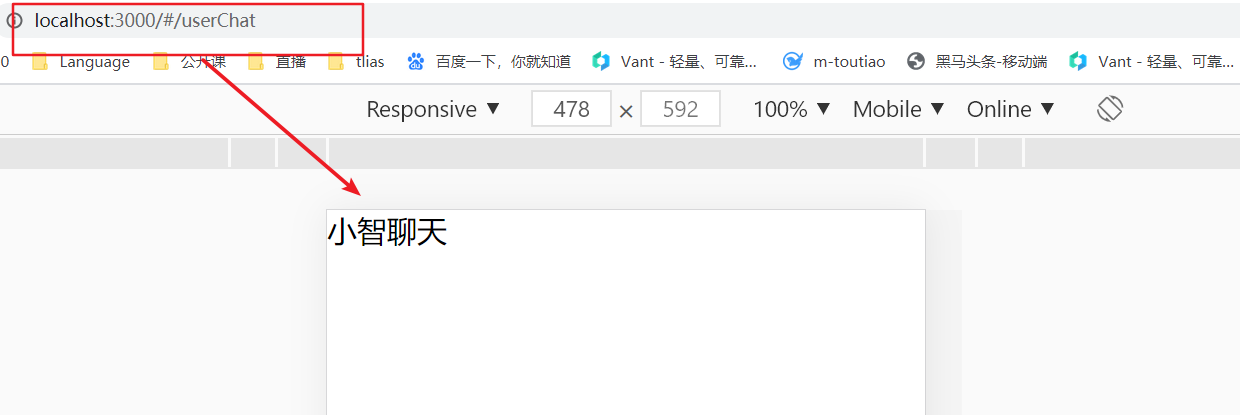 localhost:3000/#/userChat
0 Language 公开课 直播 tlias 百度一下，你就知道 Vant - 轻量、可靠... m-toutiao 黑马头条-移动端 Vant - 轻量、可靠...
Responsive ▼ 478 × 592 100% ▼ Mobile ▼ Online ▼
小智聊天